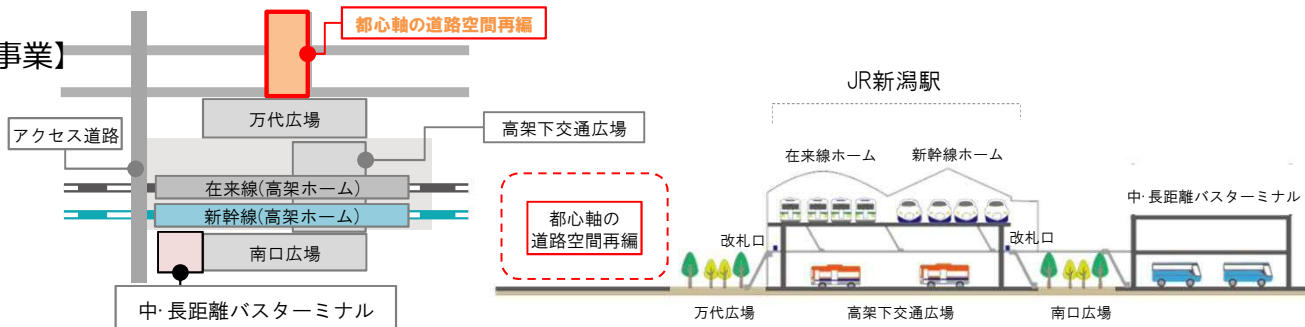 都心軸の道路空間再編
事業】
万代広場
アクセス道路
高架下交通広場
在来線(高架ホーム)
新幹線(高架ホーム)
南口広場
中・長距離バスターミナル
JR新潟駅
在来線ホーム
新幹線ホーム
中・長距離バスターミナル
都心軸の
道路空間再編
改札口
改札口
万代広場
高架下交通広場
南口広場